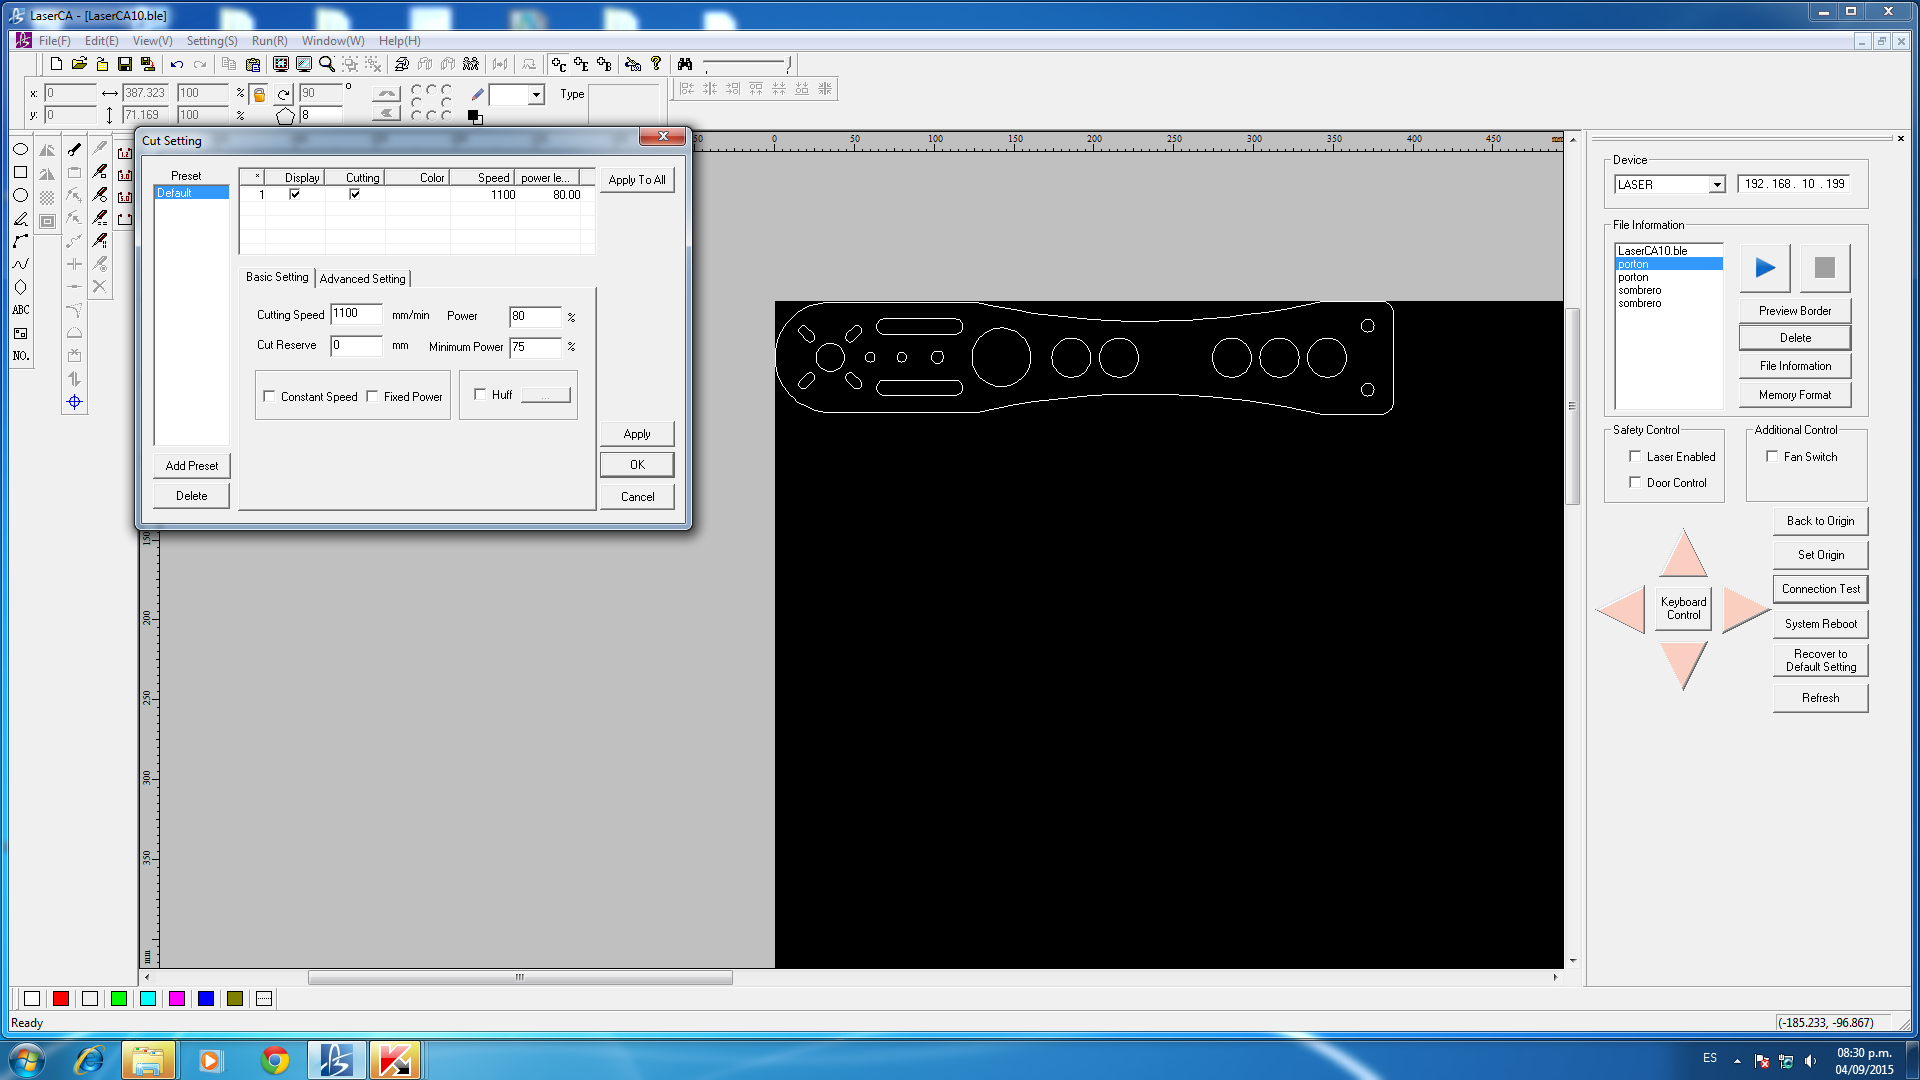 LaserCA - [LaserCA10.ble]
File(F) Edit(E) View(V) Setting(S) Run(R) Window(W) Help(H)
x: 0 387.323 100 % 90 ° Type
y: 0 71.169 100 % 8
Cut Setting
Preset
Default
Add Preset
Delete
* Display Cutting Color Speed power le...
1 1100 80.00
Apply To All
Basic Setting Advanced Setting
Cutting Speed 1100 mm/min Power 80 %
Cut Reserve 0 mm Minimum Power 75 %
Constant Speed Fixed Power Huff ...
Apply
OK
Cancel
50 0 50 100 150 200 250 300 350 400 450
150
200
250
300
350
mm
ABC
NO.
Device
LASER 192 . 168 . 10 . 199
File Information
LaserCA10.ble
porton
porton
sombrero
sombrero
Preview Border
Delete
File Information
Memory Format
Safety Control
Laser Enabled
Door Control
Additional Control
Fan Switch
Back to Origin
Set Origin
Connection Test
System Reboot
Recover to
Default Setting
Refresh
Keyboard
Control
Ready
(-185.233, -96.867)
ES
08:30 p.m.
04/09/2015